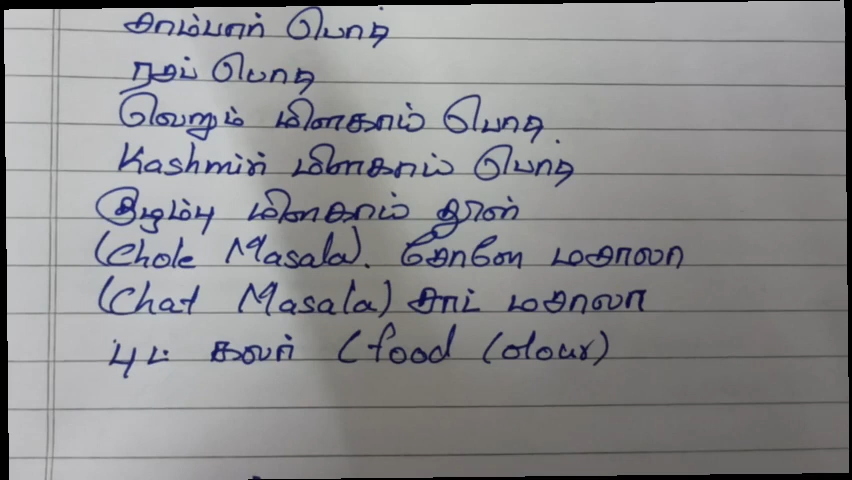 சாம்பார் பொடி
ரசப் பொடி
வெறும் மிளகாய் பொடி
Kashmiri மிளகாய் பொடி
குழம்பு மிளகாய் தூள்
(Chole Masala). சோளே மசாலா
(Chat Masala) சாட் மசாலா
புட் கலர் (food Colour)